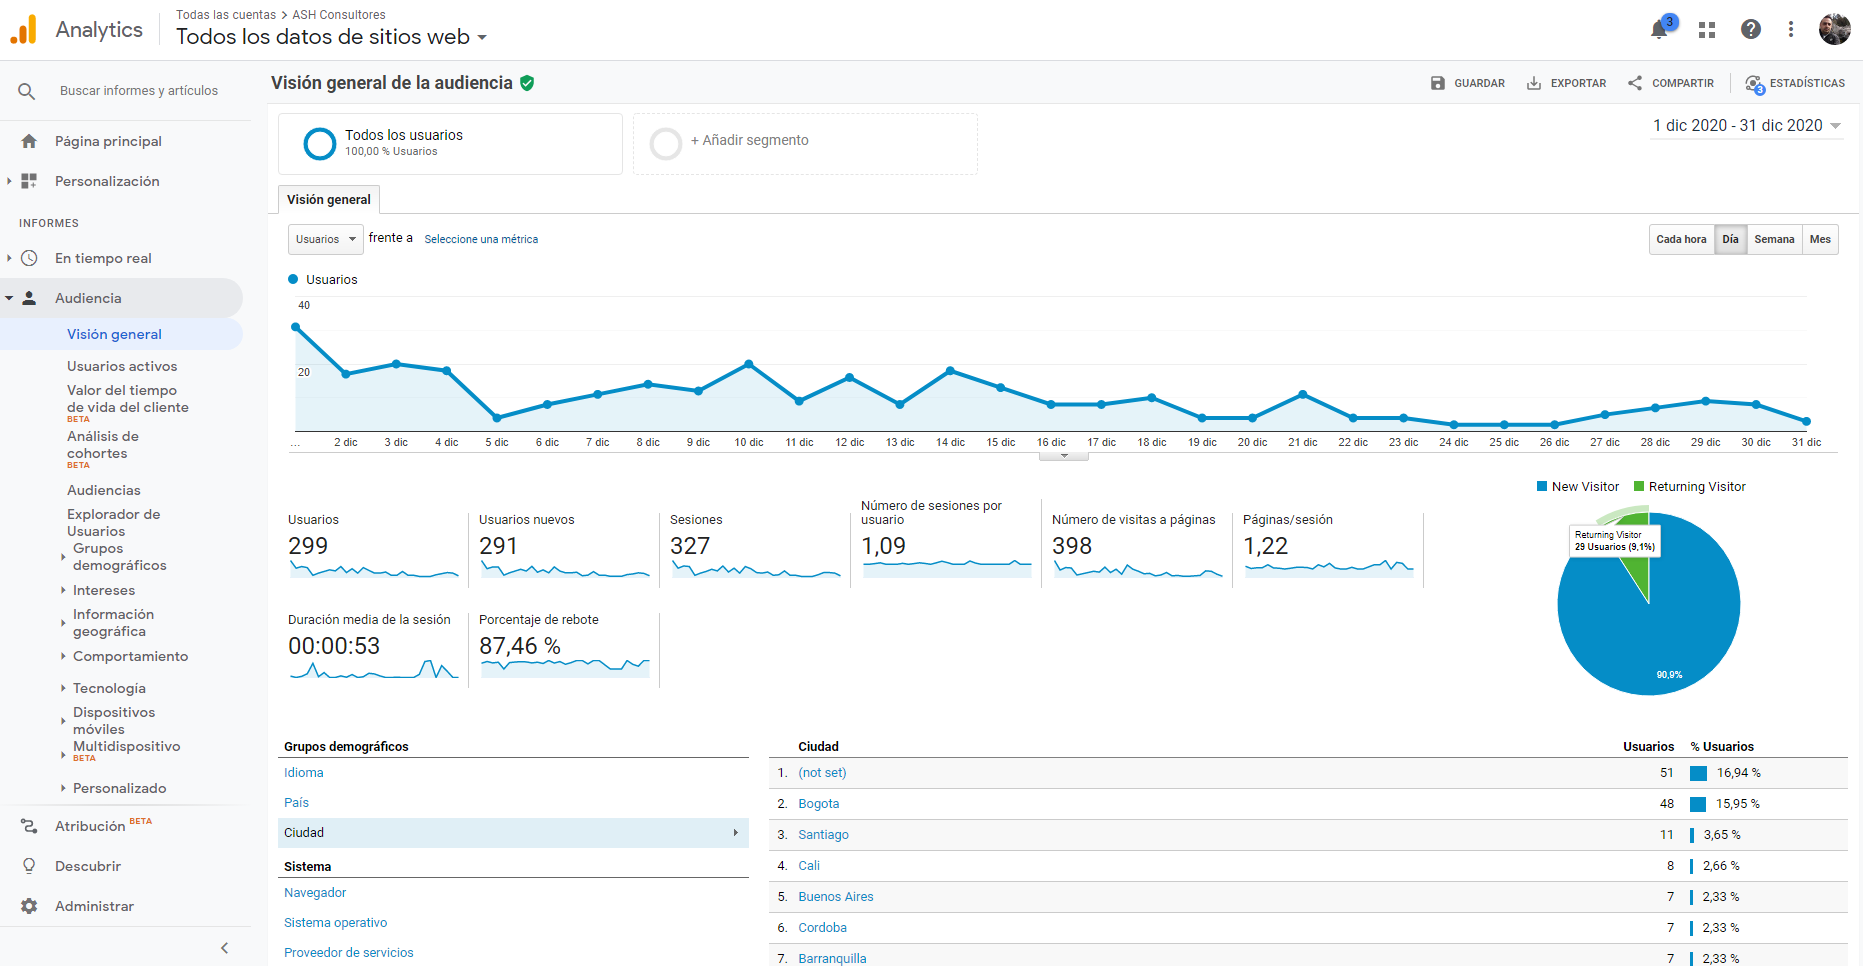 Analytics
Todas las cuentas > ASH Consultores
Todos los datos de sitios web
3
Buscar informes y artículos
Página principal
Personalización
INFORMES
En tiempo real
Audiencia
Visión general
Usuarios activos
Valor del tiempo
de vida del cliente
BETA
Análisis de
cohortes
BETA
Audiencias
Explorador de
Usuarios
Grupos
demográficos
Intereses
Información
geográfica
Comportamiento
Tecnología
Dispositivos
móviles
Multidispositivo
BETA
Personalizado
Atribución BETA
Descubrir
Administrar
Visión general de la audiencia
GUARDAR
EXPORTAR
COMPARTIR
3
ESTADÍSTICAS
Todos los usuarios
100,00 % Usuarios
+ Añadir segmento
1 dic 2020 - 31 dic 2020
Visión general
Usuarios
frente a
Seleccione una métrica
Cada hora
Día
Semana
Mes
Usuarios
40
20
...
2 dic
3 dic
4 dic
5 dic
6 dic
7 dic
8 dic
9 dic
10 dic
11 dic
12 dic
13 dic
14 dic
15 dic
16 dic
17 dic
18 dic
19 dic
20 dic
21 dic
22 dic
23 dic
24 dic
25 dic
26 dic
27 dic
28 dic
29 dic
30 dic
31 dic
Usuarios
299
Usuarios nuevos
291
Sesiones
327
Número de sesiones por
usuario
1,09
Número de visitas a páginas
398
Páginas/sesión
1,22
Duración media de la sesión
00:00:53
Porcentaje de rebote
87,46 %
New Visitor
Returning Visitor
Returning Visitor
29 Usuarios (9,1%)
90,9%
Grupos demográficos
Idioma
País
Ciudad
Sistema
Navegador
Sistema operativo
Proveedor de servicios
Ciudad Usuarios % Usuarios
1. (not set) 51 16,94 %
2. Bogota 48 15,95 %
3. Santiago 11 3,65 %
4. Cali 8 2,66 %
5. Buenos Aires 7 2,33 %
6. Cordoba 7 2,33 %
7. Barranquilla 7 2,33 %